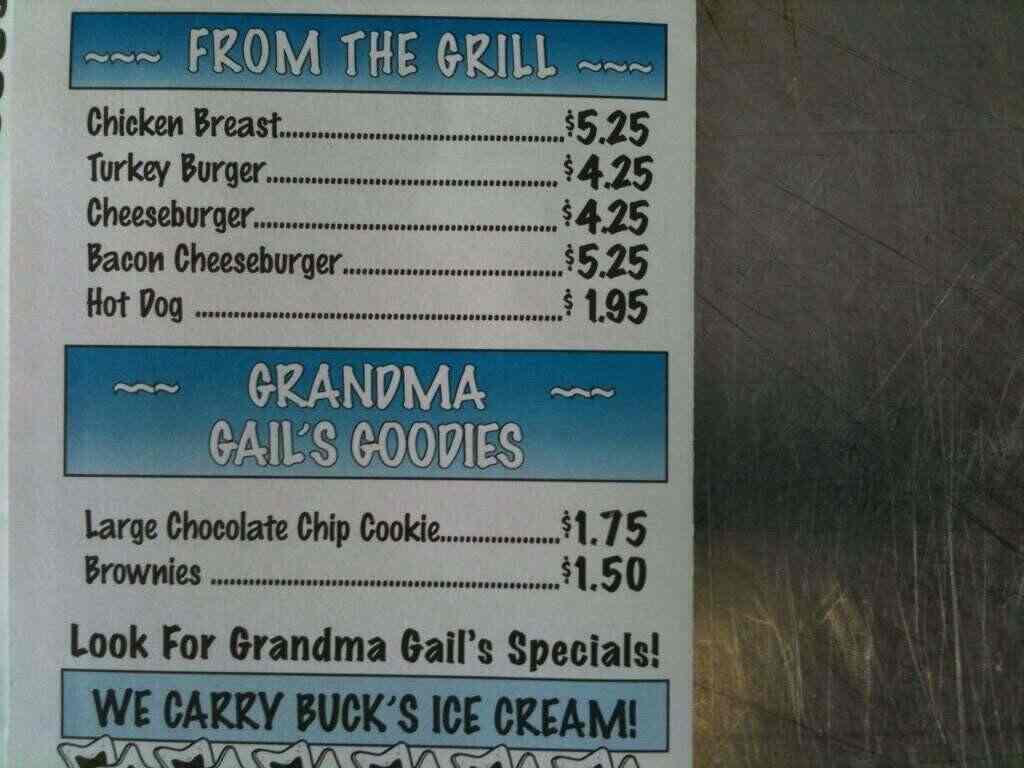 ~~~ FROM THE GRILL ~~~
Chicken Breast..........................................$5.25
Turkey Burger..........................................$4.25
Cheeseburger............................................$4.25
Bacon Cheeseburger................................$5.25
Hot Dog ....................................................$ 1.95
~~~ GRANDMA ~~~
GAIL'S GOODIES
Large Chocolate Chip Cookie..................$1.75
Brownies ...................................................$1.50
Look For Grandma Gail's Specials!
WE CARRY BUCK'S ICE CREAM!